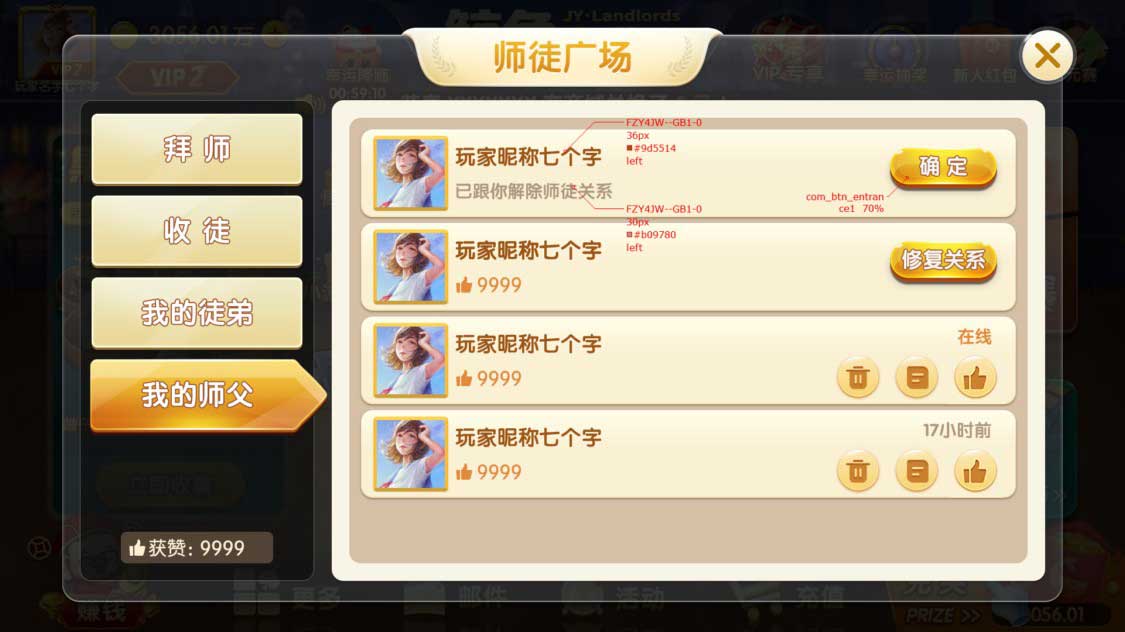 JY·Landlords
3056.01万
VIP 2
00:59:10
VIP专享
幸运抽奖
新人红包
师徒广场
拜 师
收 徒
我的徒弟
我的师父
获赞: 9999
玩家昵称七个字
已跟你解除师徒关系
确 定
FZY4JW--GB1-0
36px
#9d5514
left
com_btn_entran
ce1 70%
FZY4JW--GB1-0
30px
#b09780
left
玩家昵称七个字
9999
修复关系
玩家昵称七个字
9999
在线
玩家昵称七个字
9999
17小时前
赚钱
更多
邮件
活动
充值
PRIZE >>
056.01